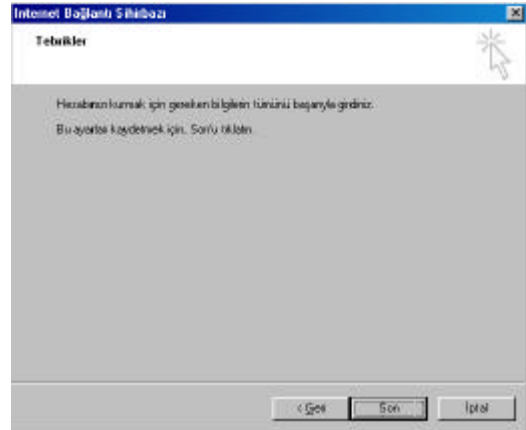 Internet Bağlantı Sihirbazı
Tebrikler
Hesabınızı kurmak için gereken bilgilerin tümünü başarıyla girdiniz.
Bu ayarları kaydetmek için, Son'u tıklatın.
< Geri
Son
İptal